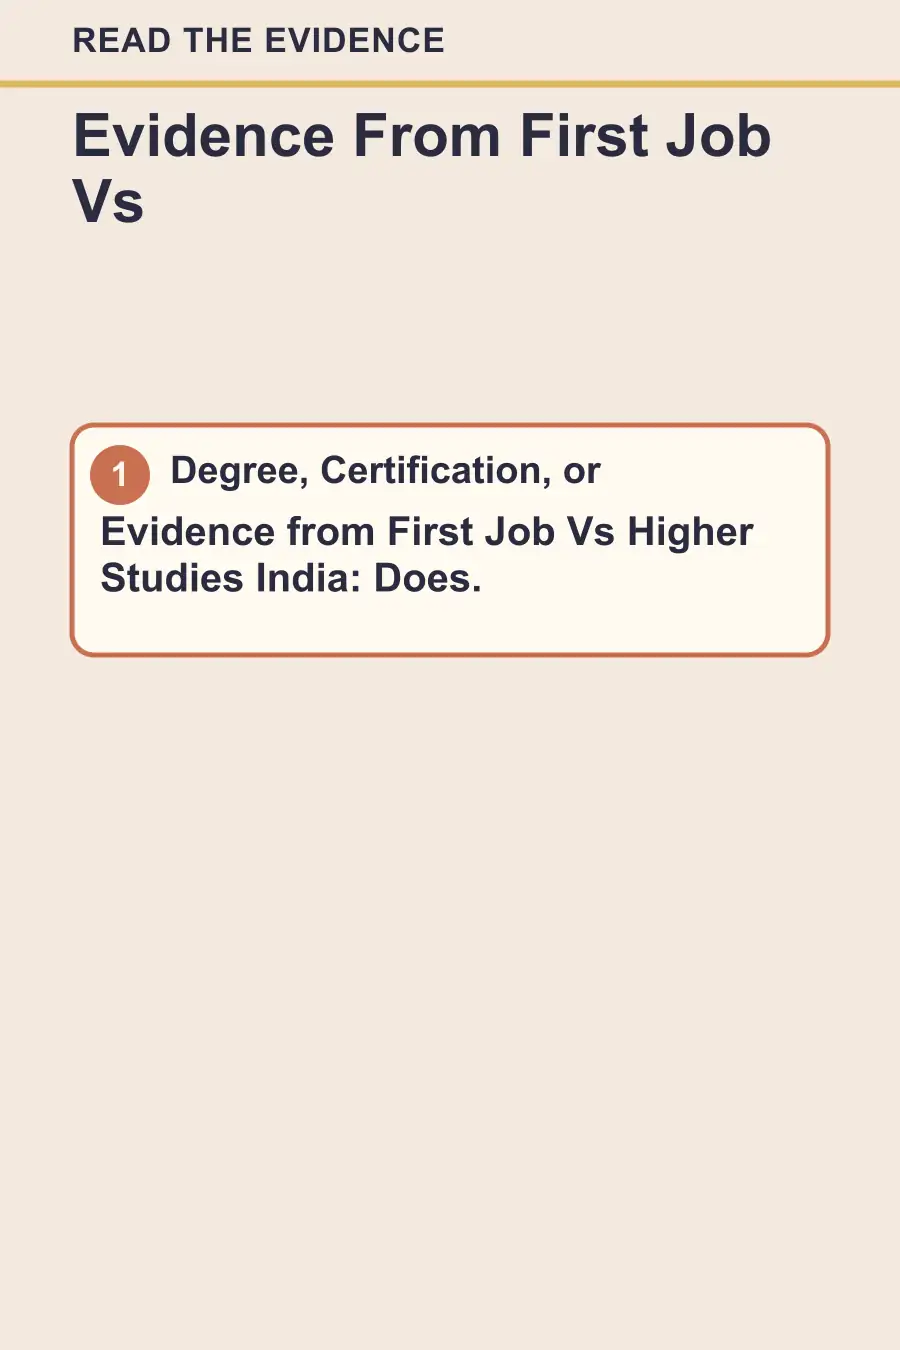 READ THE EVIDENCE
Evidence From First Job
Vs
1 Degree, Certification, or
Evidence from First Job Vs Higher
Studies India: Does.